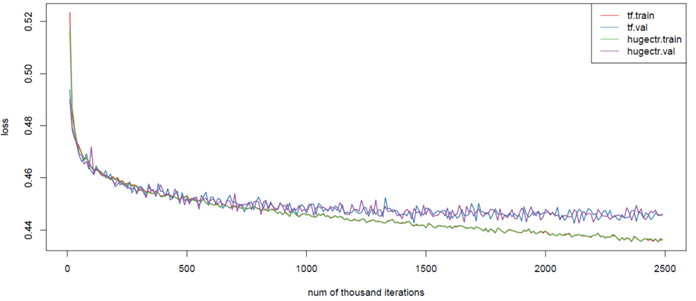 tf.train
tf.val
hugectr.train
hugectr.val
loss
0.52
0.50
0.48
0.46
0.44
0
500
1000
1500
2000
2500
num of thousand iterations